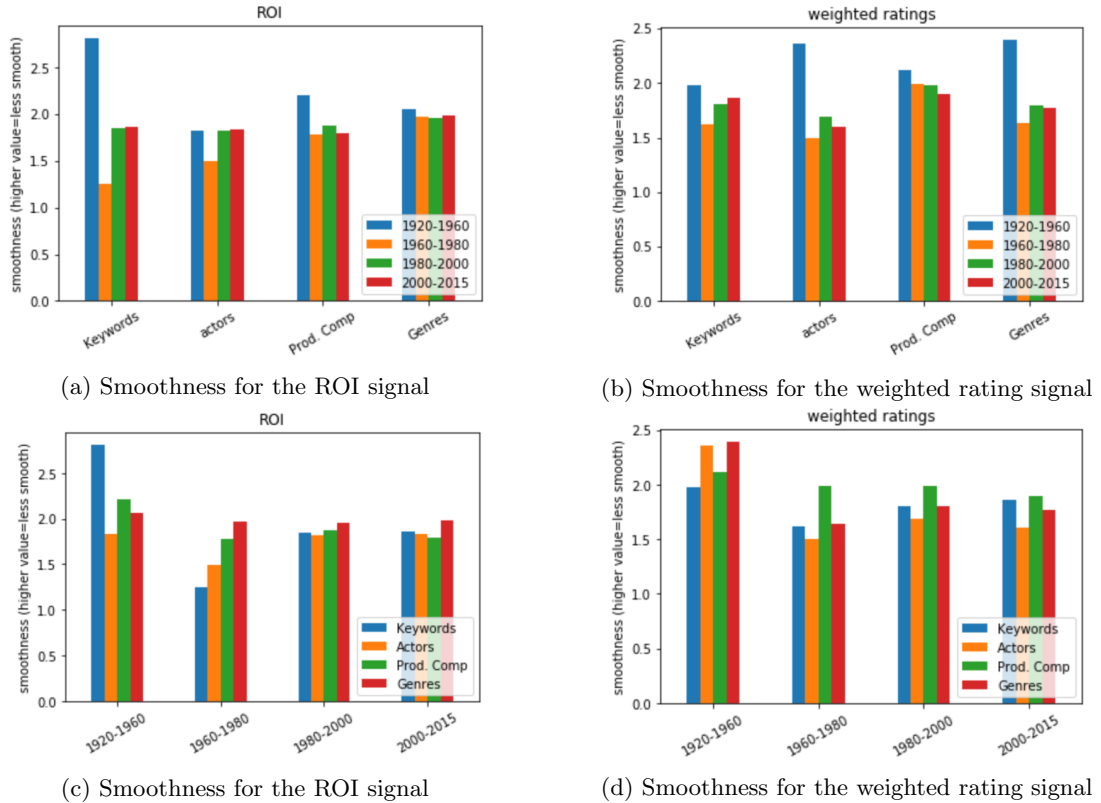 ROI
smoothness (higher value=less smooth)
2.5
2.0
1.5
1.0
0.5
0.0
1920-1960
1960-1980
1980-2000
2000-2015
Keywords
actors
Prod. Comp
Genres
(a) Smoothness for the ROI signal
weighted ratings
smoothness (higher value=less smooth)
2.5
2.0
1.5
1.0
0.5
0.0
1920-1960
1960-1980
1980-2000
2000-2015
Keywords
actors
Prod. Comp
Genres
(b) Smoothness for the weighted rating signal
ROI
smoothness (higher value=less smooth)
2.5
2.0
1.5
1.0
0.5
0.0
Keywords
Actors
Prod. Comp
Genres
1920-1960
1960-1980
1980-2000
2000-2015
(c) Smoothness for the ROI signal
weighted ratings
smoothness (higher value=less smooth)
2.5
2.0
1.5
1.0
0.5
0.0
Keywords
Actors
Prod. Comp
Genres
1920-1960
1960-1980
1980-2000
2000-2015
(d) Smoothness for the weighted rating signal